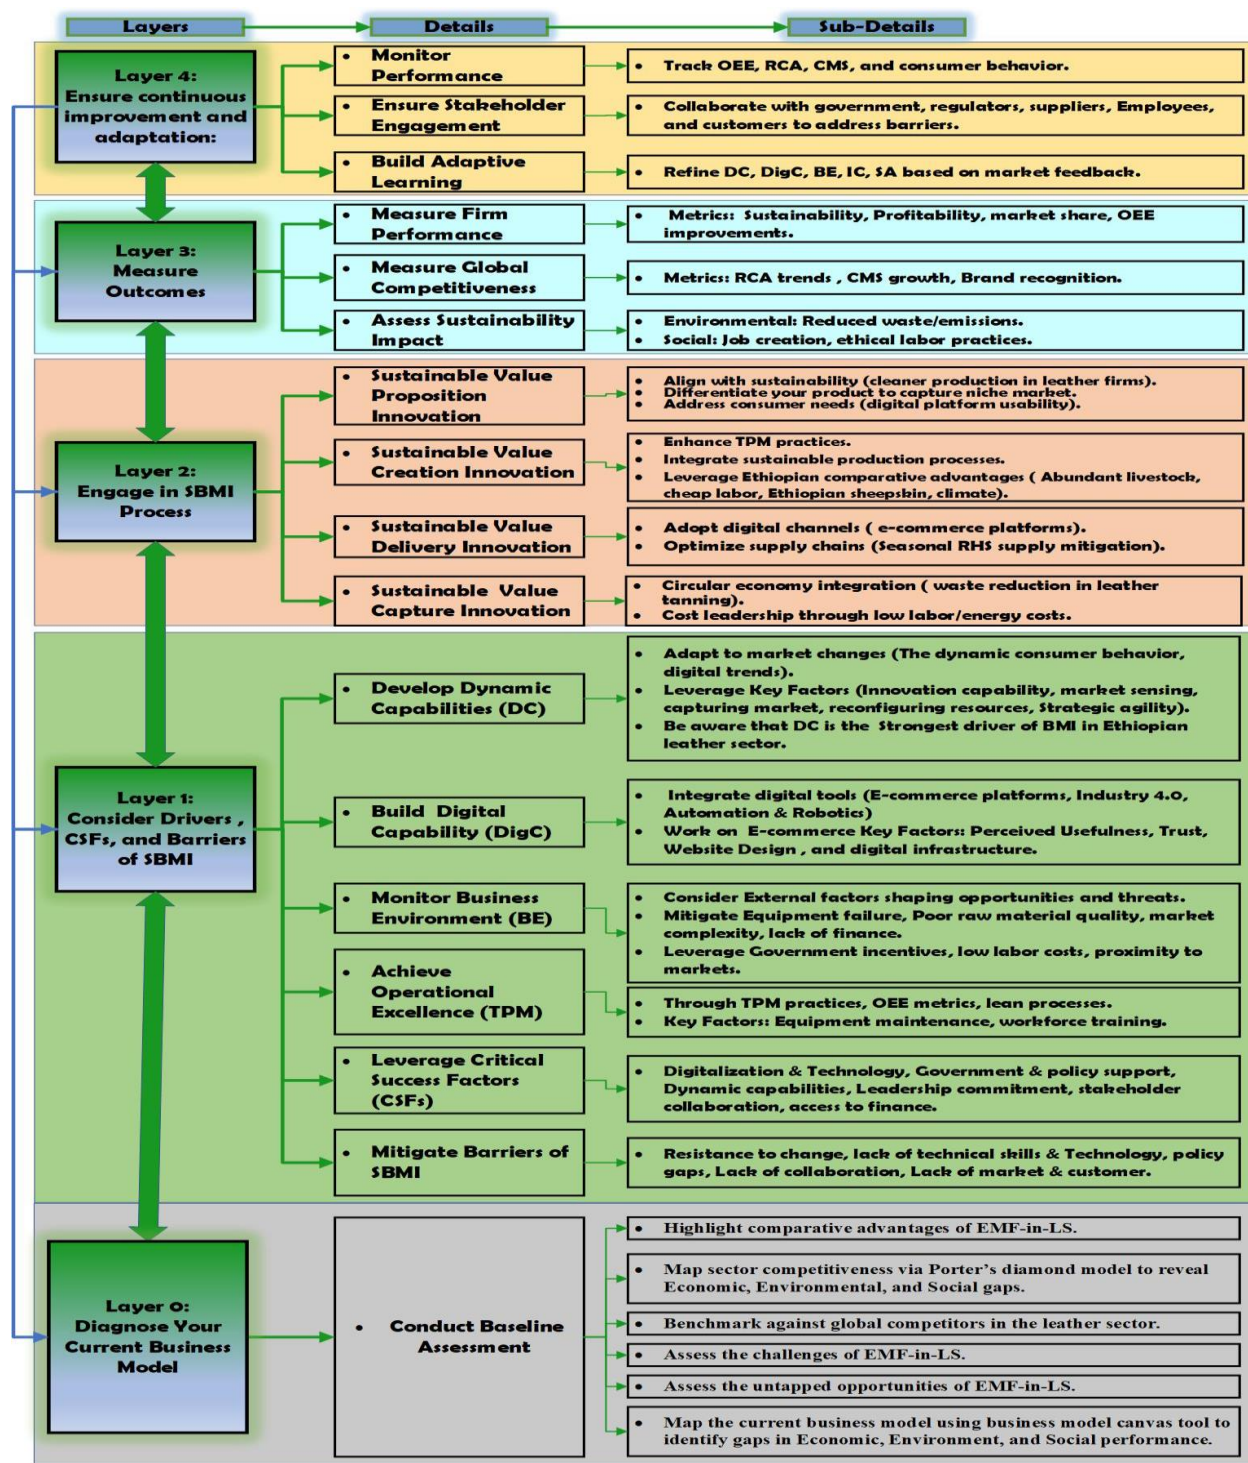 Layers
Details
Sub-Details
Layer 4:
Ensure continuous
improvement and
adaptation:
• Monitor
Performance
• Track OEE, RCA, CMS, and consumer behavior.
• Ensure Stakeholder
Engagement
• Collaborate with government, regulators, suppliers, Employees,
and customers to address barriers.
• Build Adaptive
Learning
• Refine DC, DigC, BE, IC, SA based on market feedback.
Layer 3:
Measure
Outcomes
• Measure Firm
Performance
• Metrics: Sustainability, Profitability, market share, OEE
improvements.
• Measure Global
Competitiveness
• Metrics: RCA trends , CMS growth, Brand recognition.
• Assess Sustainability
Impact
• Environmental: Reduced waste/emissions.
• Social: Job creation, ethical labor practices.
Layer 2:
Engage in SBMI
Process
• Sustainable Value
Proposition
Innovation
• Align with sustainability (cleaner production in leather firms).
• Differentiate your product to capture niche market.
• Address consumer needs (digital platform usability).
• Sustainable Value
Creation Innovation
• Enhance TPM practices.
• Integrate sustainable production processes.
• Leverage Ethiopian comparative advantages ( Abundant livestock,
cheap labor, Ethiopian sheepskin, climate).
• Sustainable Value
Delivery Innovation
• Adopt digital channels ( e-commerce platforms).
• Optimize supply chains (Seasonal RHS supply mitigation).
• Sustainable Value
Capture Innovation
• Circular economy integration ( waste reduction in leather
tanning).
• Cost leadership through low labor/energy costs.
Layer 1:
Consider Drivers ,
CSFs, and Barriers
of SBMI
• Develop Dynamic
Capabilities (DC)
• Adapt to market changes (The dynamic consumer behavior,
digital trends).
• Leverage Key Factors (Innovation capability, market sensing,
capturing market, reconfiguring resources, Strategic agility).
• Be aware that DC is the Strongest driver of BMI in Ethiopian
leather sector.
• Build Digital
Capability (DigC)
• Integrate digital tools (E-commerce platforms, Industry 4.0,
Automation & Robotics)
• Work on E-commerce Key Factors: Perceived Usefulness, Trust,
Website Design , and digital infrastructure.
• Monitor Business
Environment (BE)
• Consider External factors shaping opportunities and threats.
• Mitigate Equipment failure, Poor raw material quality, market
complexity, lack of finance.
• Leverage Government incentives, low labor costs, proximity to
markets.
• Achieve
Operational
Excellence (TPM)
• Through TPM practices, OEE metrics, lean processes.
• Key Factors: Equipment maintenance, workforce training.
• Leverage Critical
Success Factors
(CSFs)
• Digitalization & Technology, Government & policy support,
Dynamic capabilities, Leadership commitment, stakeholder
collaboration, access to finance.
• Mitigate Barriers of
SBMI
• Resistance to change, lack of technical skills & Technology, policy
gaps, Lack of collaboration, Lack of market & customer.
Layer 0:
Diagnose Your
Current Business
Model
• Conduct Baseline
Assessment
• Highlight comparative advantages of EMF-in-LS.
• Map sector competitiveness via Porter’s diamond model to reveal
Economic, Environmental, and Social gaps.
• Benchmark against global competitors in the leather sector.
• Assess the challenges of EMF-in-LS.
• Assess the untapped opportunities of EMF-in-LS.
• Map the current business model using business model canvas tool to
identify gaps in Economic, Environment, and Social performance.